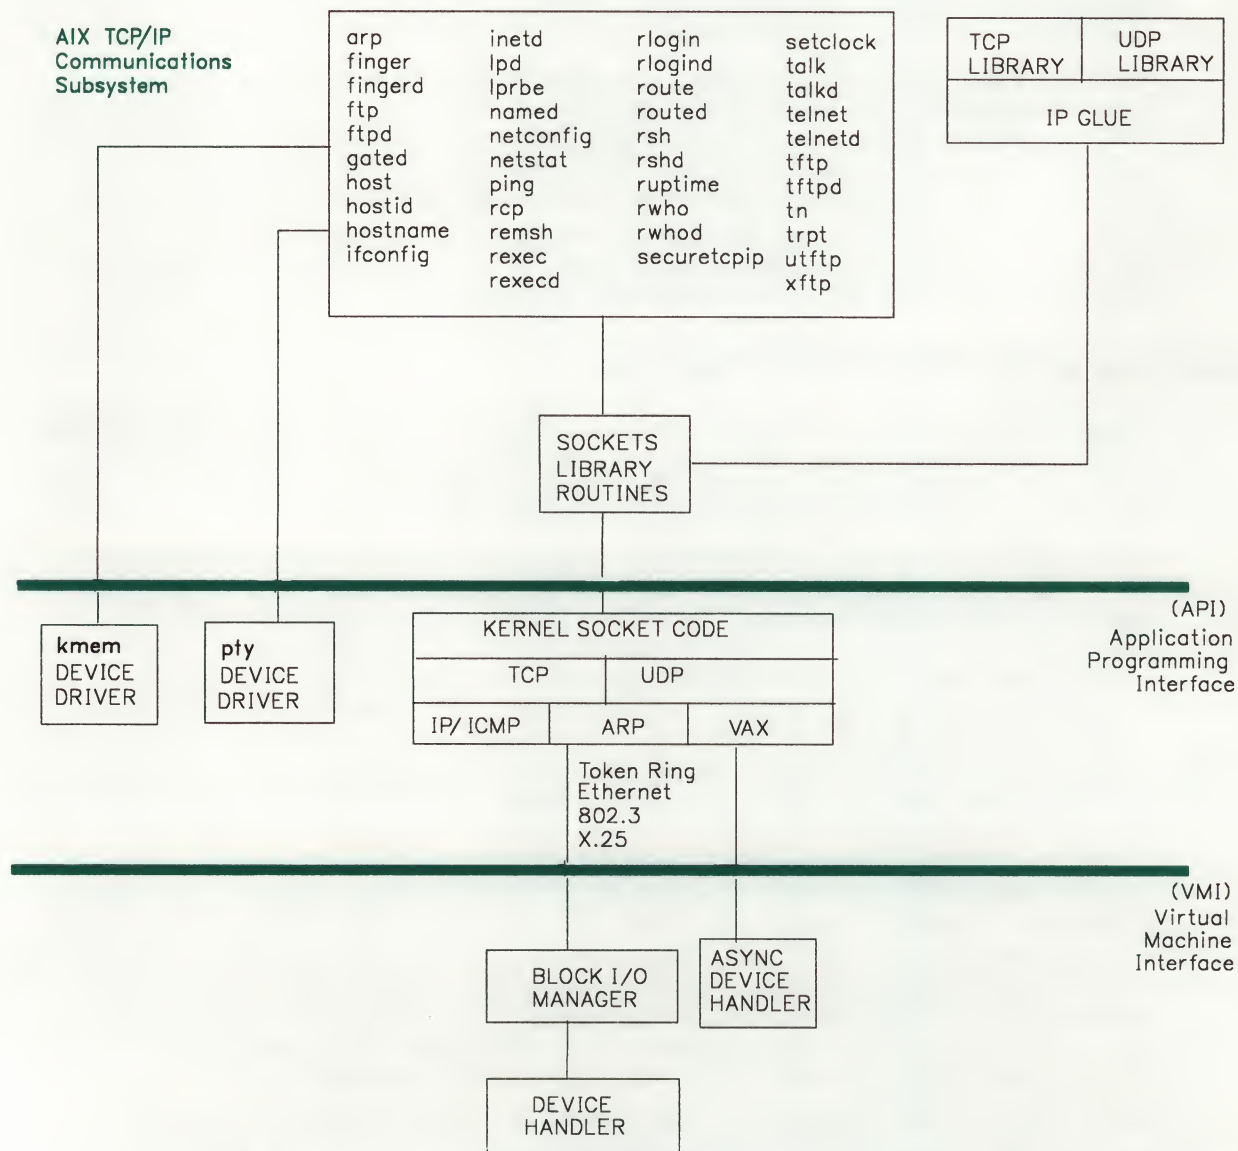 AIX TCP/IP
Communications
Subsystem
arp
finger
fingerd
ftp
ftpd
gated
host
hostid
hostname
ifconfig
inetd
lpd
lprbe
named
netconfig
netstat
ping
rcp
remsh
rexec
rexecd
rlogin
rlogind
route
routed
rsh
rshd
ruptime
rwho
rwhod
securetcpip
setclock
talk
talkd
telnet
telnetd
tftp
tftpd
tn
trpt
utftp
xftp
TCP
LIBRARY
UDP
LIBRARY
IP GLUE
SOCKETS
LIBRARY
ROUTINES
(API)
Application
Programming
Interface
kmem
DEVICE
DRIVER
pty
DEVICE
DRIVER
KERNEL SOCKET CODE
TCP
UDP
IP/ICMP
ARP
VAX
Token Ring
Ethernet
802.3
X.25
(VMI)
Virtual
Machine
Interface
BLOCK I/O
MANAGER
ASYNC
DEVICE
HANDLER
DEVICE
HANDLER